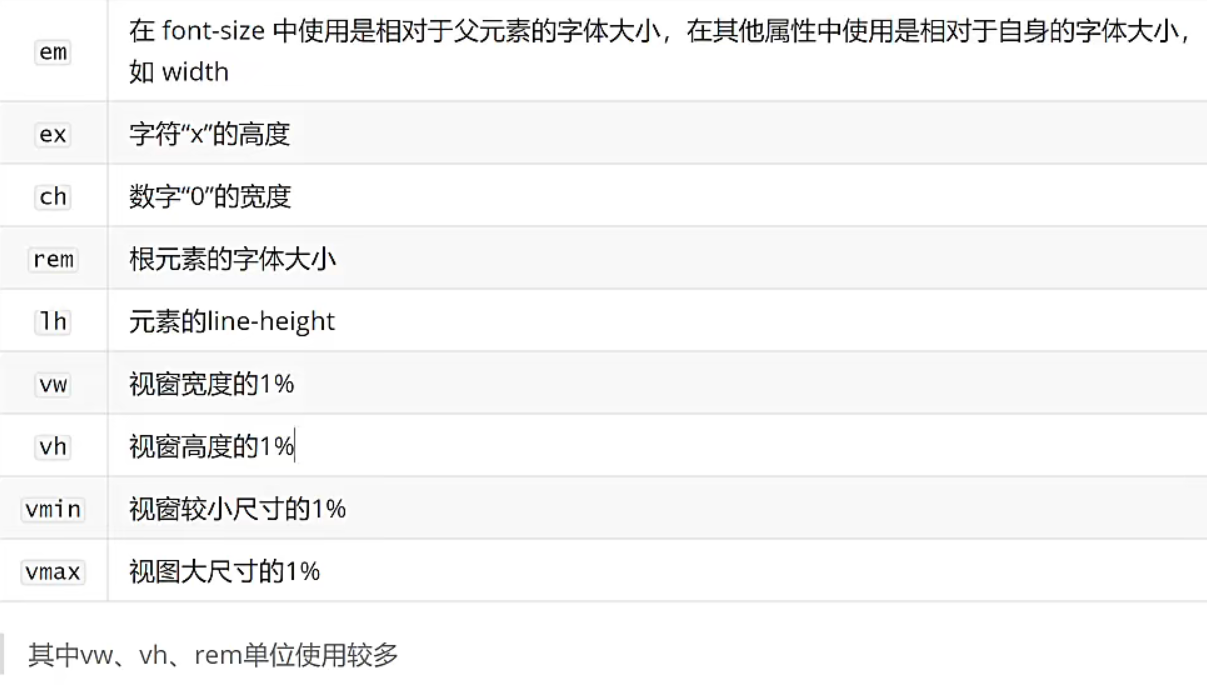 em
在 font-size 中使用是相对于父元素的字体大小，在其他属性中使用是相对于自身的字体大小，
如 width
ex
字符“x”的高度
ch
数字“0”的宽度
rem
根元素的字体大小
lh
元素的line-height
vw
视窗宽度的1%
vh
视窗高度的1%
vmin
视窗较小尺寸的1%
vmax
视图大尺寸的1%
其中vw、vh、rem单位使用较多